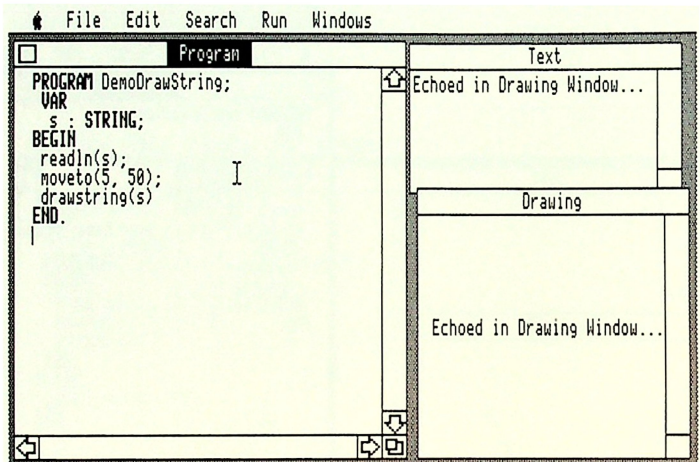 File Edit Search Run Windows
Program
PROGRAM DemoDrawString;
VAR
s : STRING;
BEGIN
readln(s);
moveto(5, 50);
drawstring(s)
END.
Text
Echoed in Drawing Window...
Drawing
Echoed in Drawing Window...